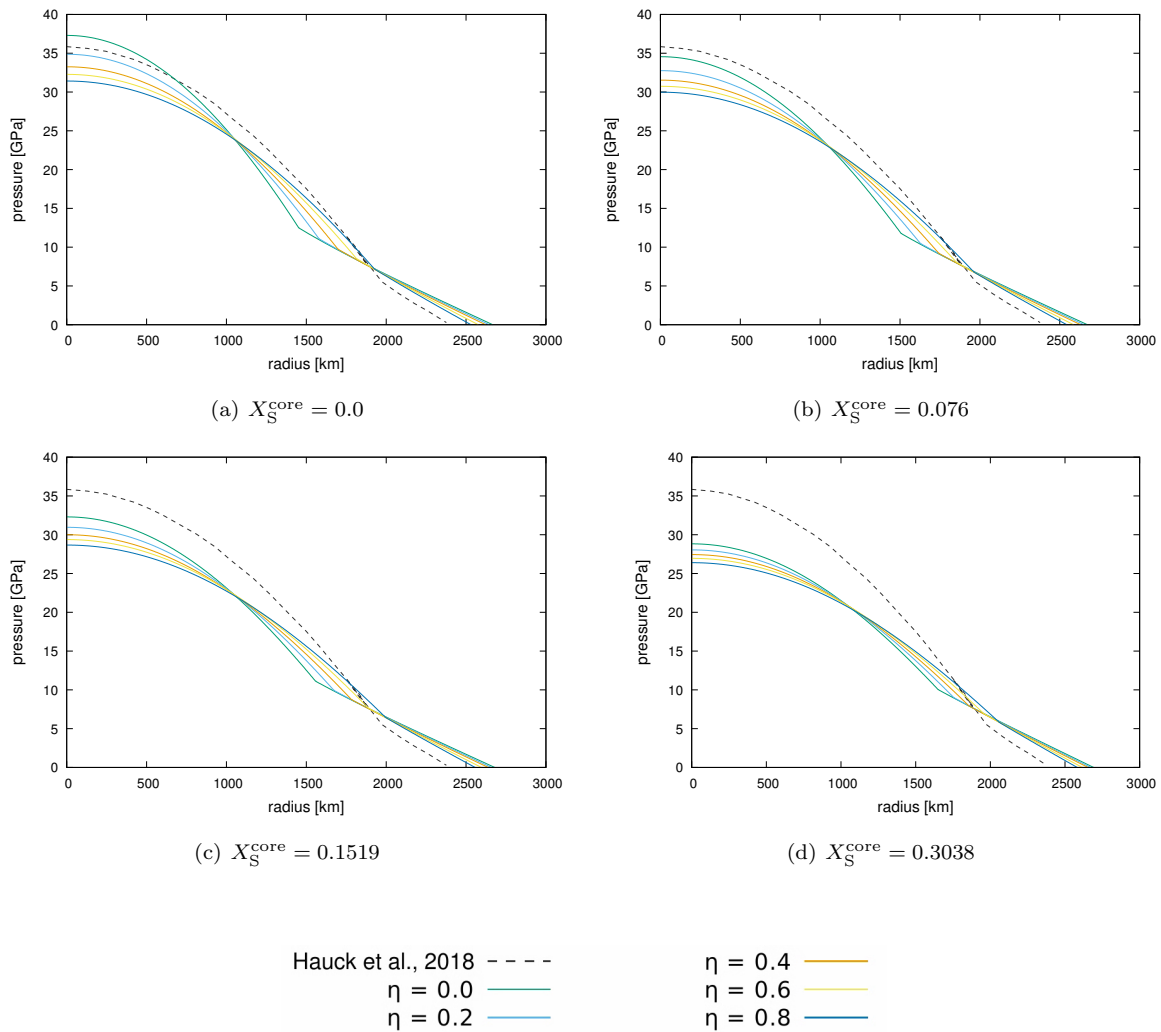 40
35
30
25
20
15
10
5
0
pressure [GPa]
0 500 1000 1500 2000 2500 3000
radius [km]
(a) X_S^core = 0.0
40
35
30
25
20
15
10
5
0
pressure [GPa]
0 500 1000 1500 2000 2500 3000
radius [km]
(b) X_S^core = 0.076
40
35
30
25
20
15
10
5
0
pressure [GPa]
0 500 1000 1500 2000 2500 3000
radius [km]
(c) X_S^core = 0.1519
40
35
30
25
20
15
10
5
0
pressure [GPa]
0 500 1000 1500 2000 2500 3000
radius [km]
(d) X_S^core = 0.3038
Hauck et al., 2018
η = 0.0
η = 0.2
η = 0.4
η = 0.6
η = 0.8